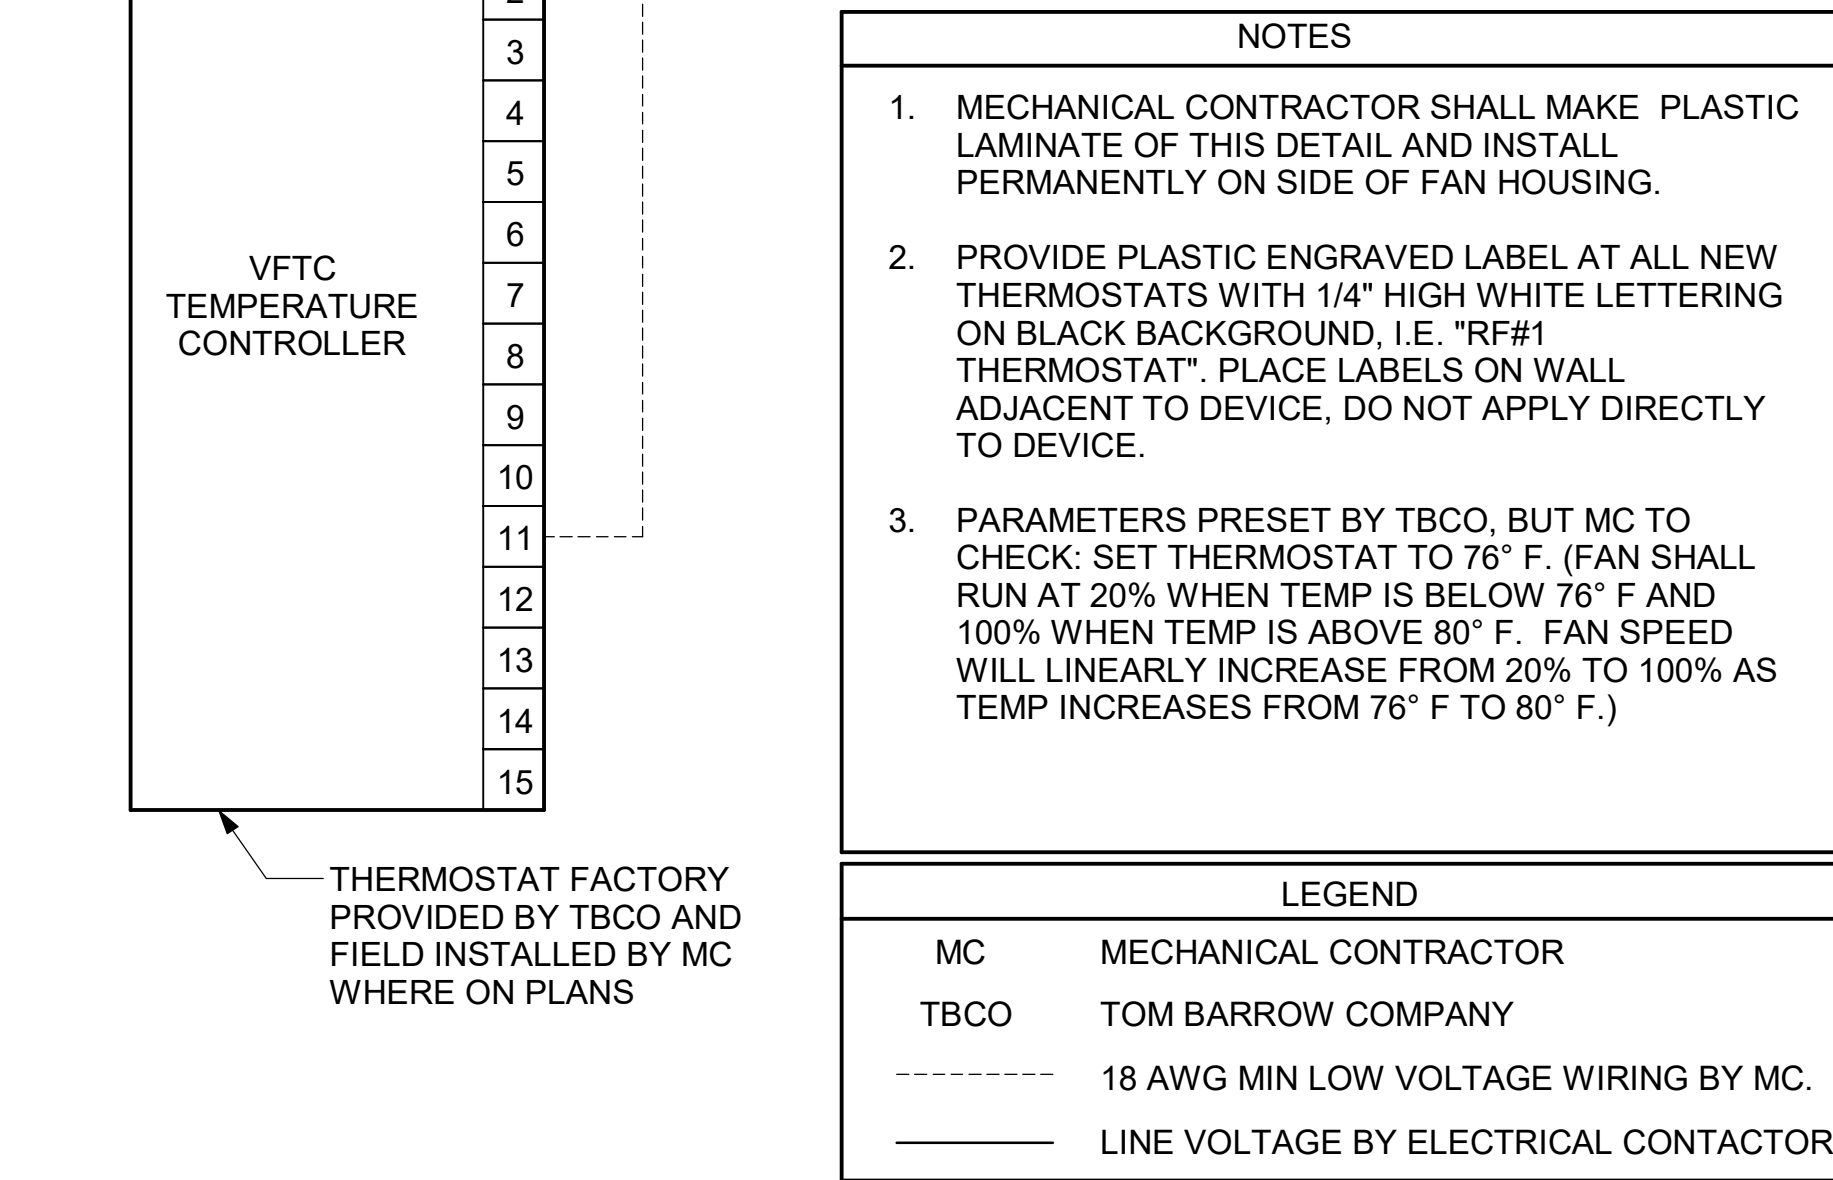 3
4
5
6
7
8
9
10
11
12
13
14
15
VFTC
TEMPERATURE
CONTROLLER
THERMOSTAT FACTORY
PROVIDED BY TBCO AND
FIELD INSTALLED BY MC
WHERE ON PLANS
NOTES
1. MECHANICAL CONTRACTOR SHALL MAKE PLASTIC
LAMINATE OF THIS DETAIL AND INSTALL
PERMANENTLY ON SIDE OF FAN HOUSING.
2. PROVIDE PLASTIC ENGRAVED LABEL AT ALL NEW
THERMOSTATS WITH 1/4" HIGH WHITE LETTERING
ON BLACK BACKGROUND, I.E. "RF#1
THERMOSTAT". PLACE LABELS ON WALL
ADJACENT TO DEVICE, DO NOT APPLY DIRECTLY
TO DEVICE.
3. PARAMETERS PRESET BY TBCO, BUT MC TO
CHECK: SET THERMOSTAT TO 76° F. (FAN SHALL
RUN AT 20% WHEN TEMP IS BELOW 76° F AND
100% WHEN TEMP IS ABOVE 80° F. FAN SPEED
WILL LINEARLY INCREASE FROM 20% TO 100% AS
TEMP INCREASES FROM 76° F TO 80° F.)
LEGEND
MC MECHANICAL CONTRACTOR
TBCO TOM BARROW COMPANY
18 AWG MIN LOW VOLTAGE WIRING BY MC.
LINE VOLTAGE BY ELECTRICAL CONTACTOR